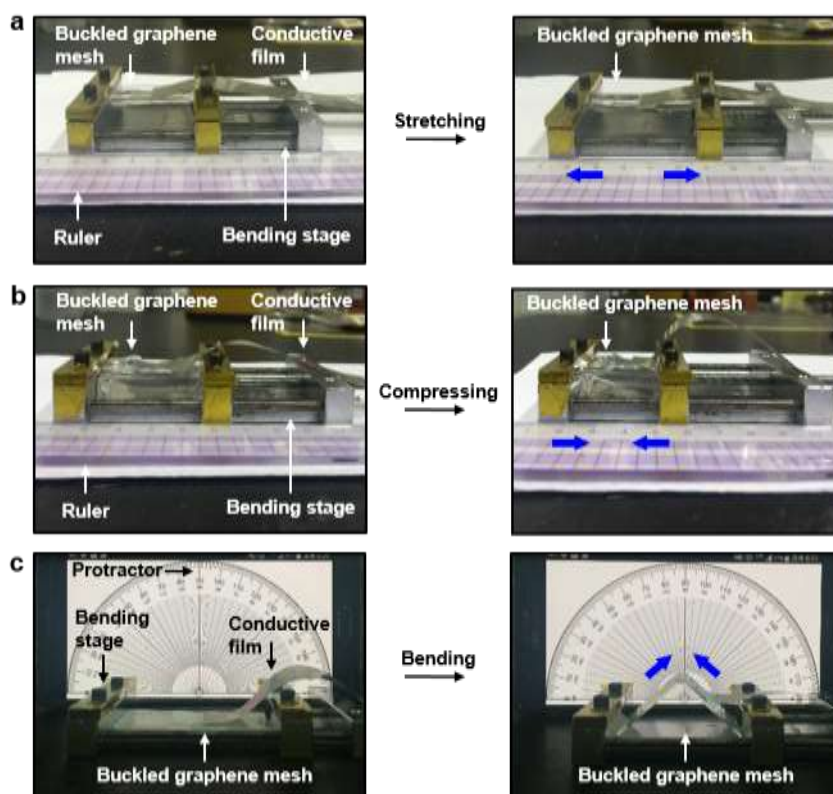 a
Buckled graphene
mesh
Conductive
film
Ruler
Bending stage
Stretching
Buckled graphene mesh
b
Buckled graphene
mesh
Conductive
film
Ruler
Bending stage
Compressing
Buckled graphene mesh
c
Protractor
Bending
stage
Conductive
film
Buckled graphene mesh
Bending
Buckled graphene mesh